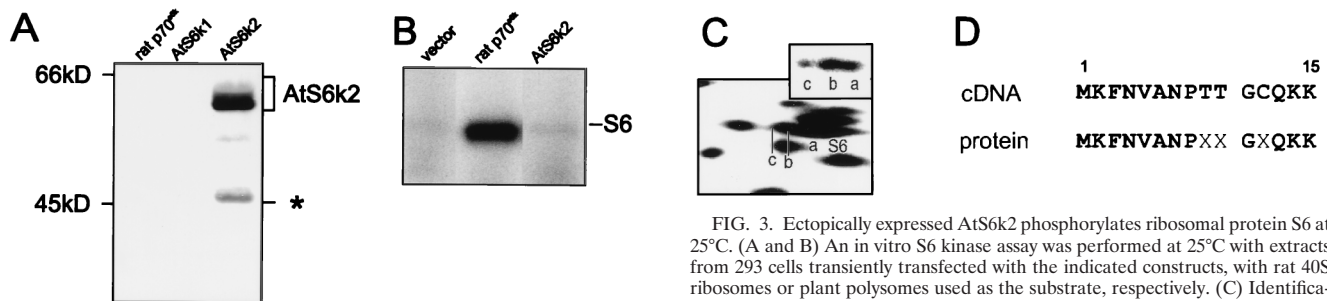 A
rat p70s6k
AtS6k1
AtS6k2
66kD
AtS6k2
45kD
*
B
vector
rat p70s6k
AtS6k2
S6
C
c b a
c b a S6
D
1 15
cDNA MKFNVANPTT GCQKK
protein MKFNVANPXX GXQKK
FIG. 3. Ectopically expressed AtS6k2 phosphorylates ribosomal protein S6 at
25°C. (A and B) An in vitro S6 kinase assay was performed at 25°C with extracts
from 293 cells transiently transfected with the indicated constructs, with rat 40S
ribosomes or plant polysomes used as the substrate, respectively. (C) Identifica-